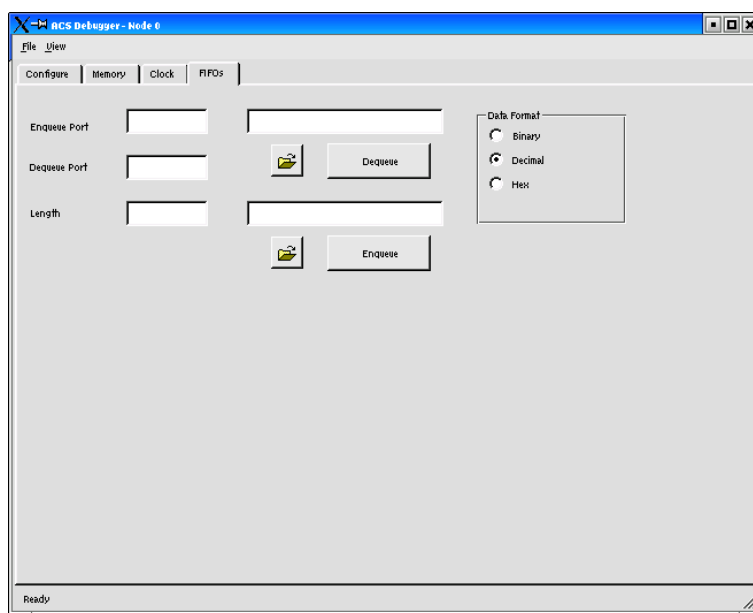 ACS Debugger - Node 0
File View
Configure Memory Clock FIFOs
Enqueue Port
Dequeue Port
Length
Dequeue
Enqueue
Data Format
Binary
Decimal
Hex
Ready